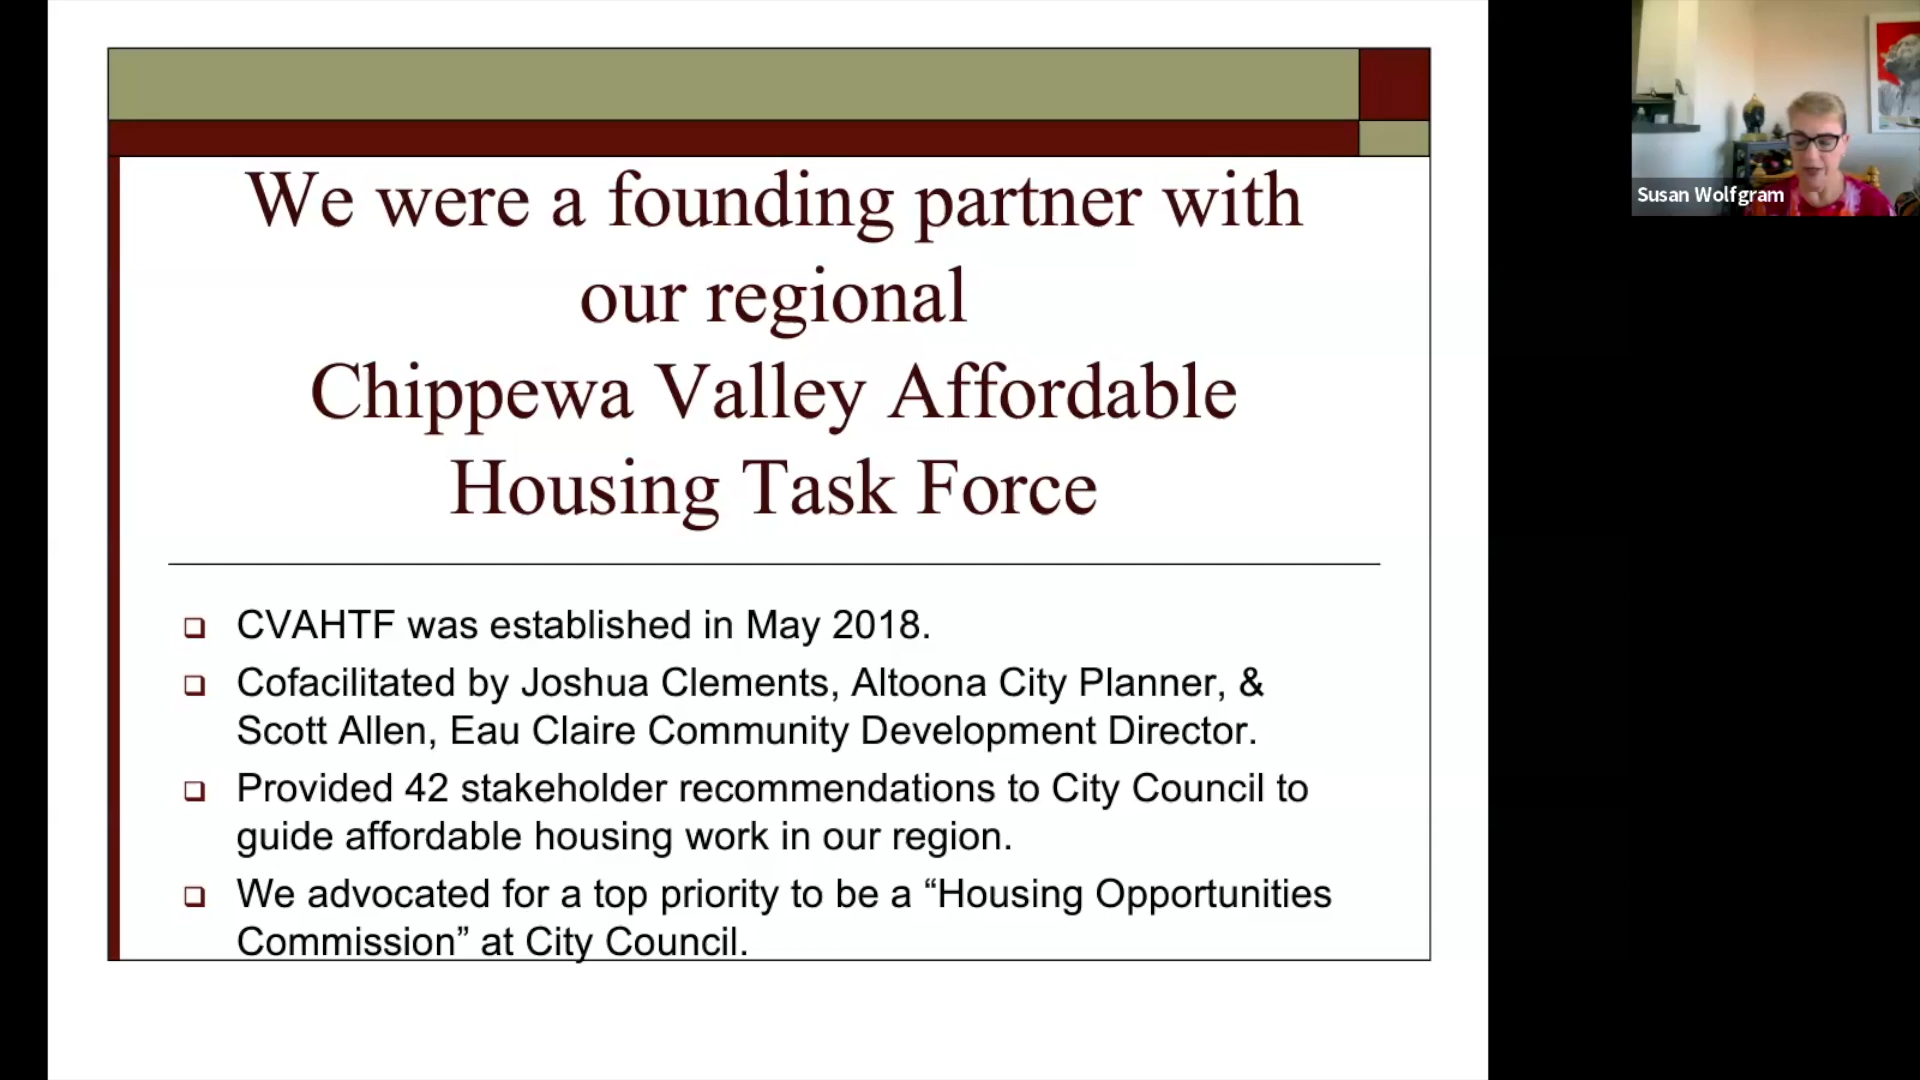 We were a founding partner with
our regional
Chippewa Valley Affordable
Housing Task Force
CVAHTF was established in May 2018.
Cofacilitated by Joshua Clements, Altoona City Planner, &
Scott Allen, Eau Claire Community Development Director.
Provided 42 stakeholder recommendations to City Council to
guide affordable housing work in our region.
We advocated for a top priority to be a “Housing Opportunities
Commission” at City Council.
Susan Wolfgram